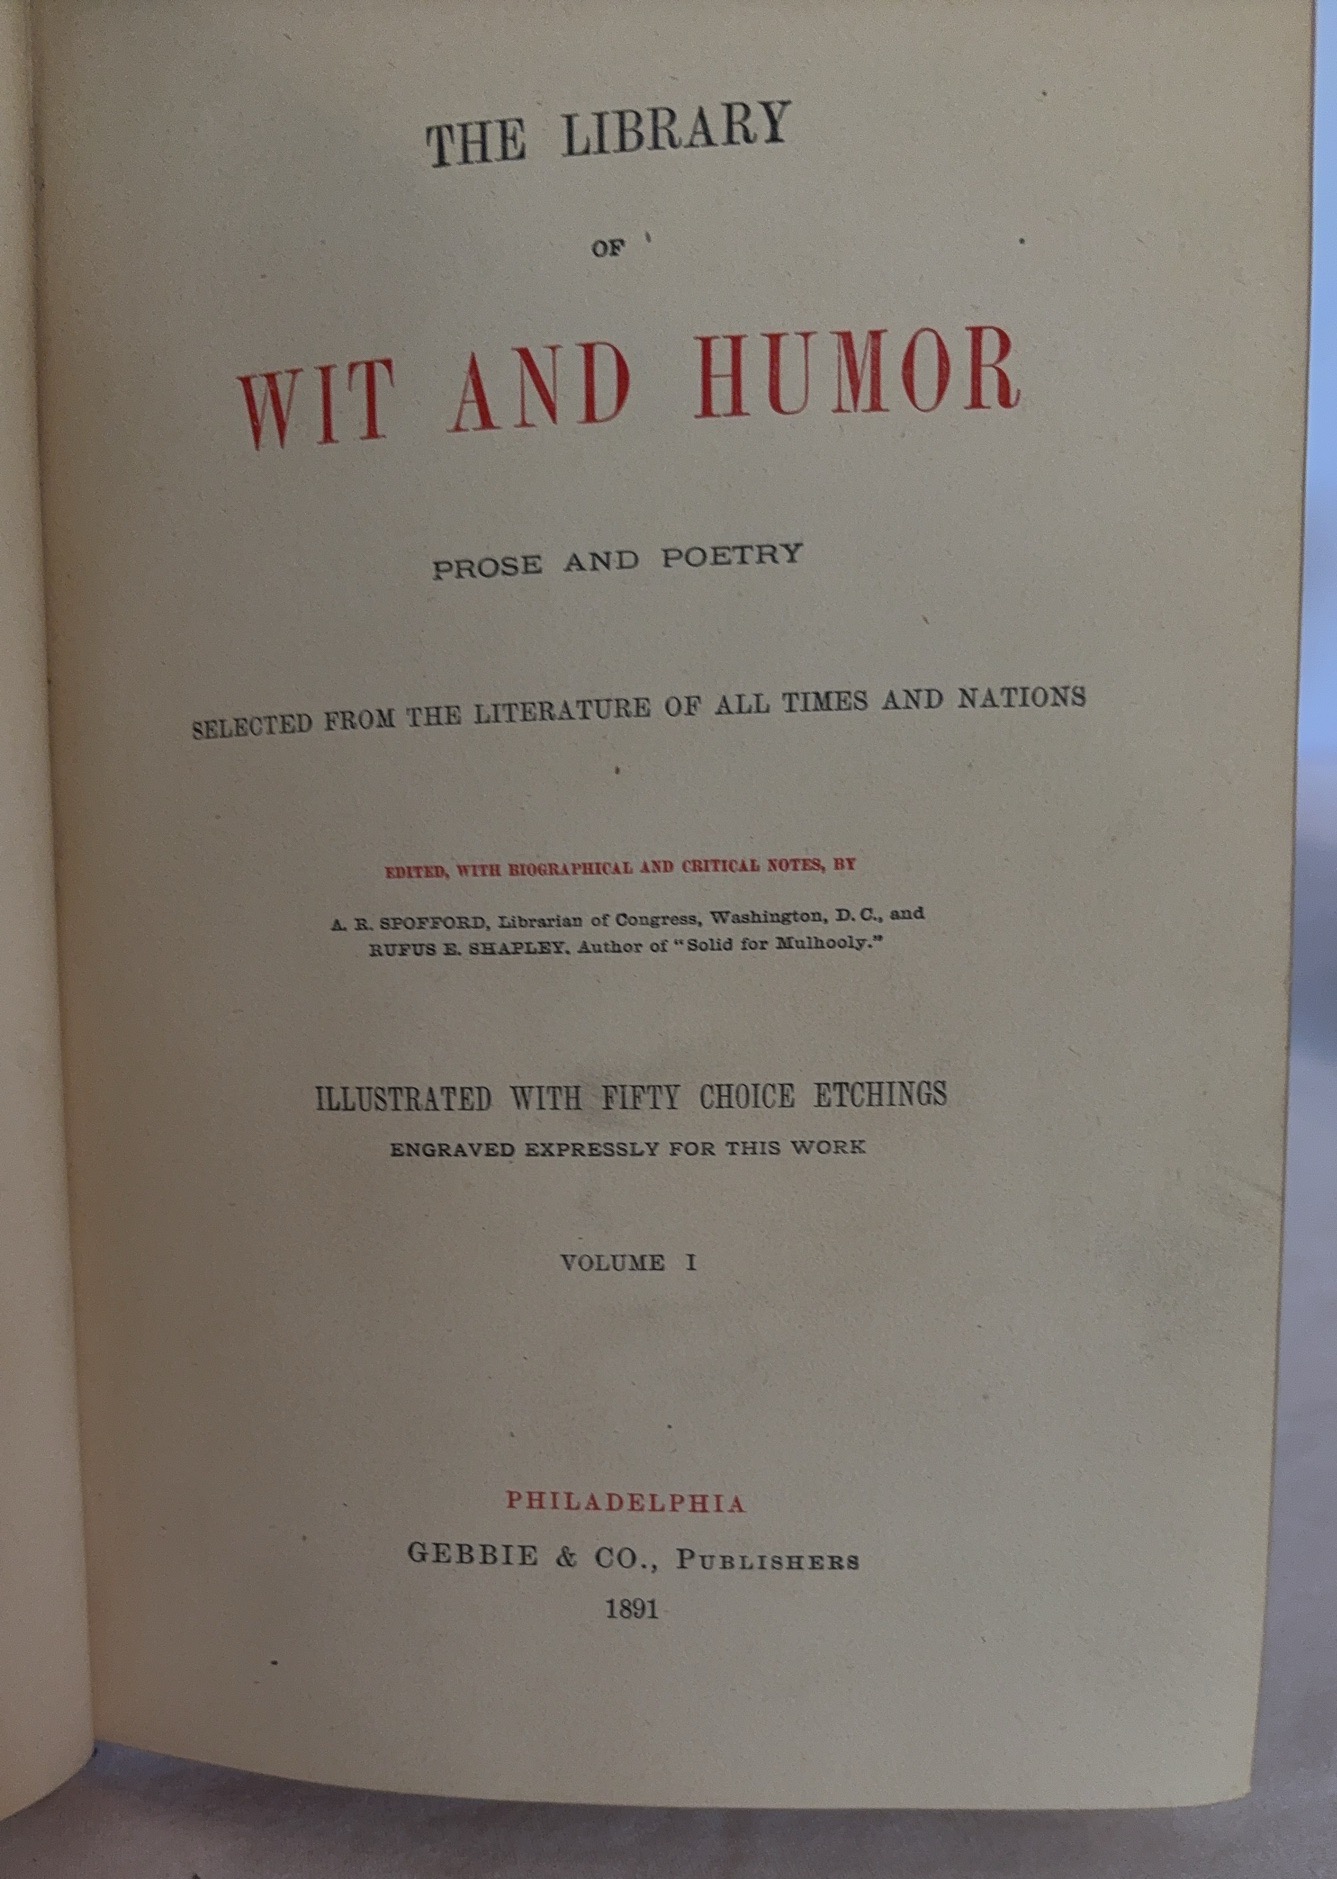 THE LIBRARY
OF
WIT AND HUMOR
PROSE AND POETRY
SELECTED FROM THE LITERATURE OF ALL TIMES AND NATIONS
EDITED, WITH BIOGRAPHICAL AND CRITICAL NOTES, BY
A. R. SPOFFORD, Librarian of Congress, Washington, D. C., and
RUFUS E. SHAPLEY, Author of "Solid for Mulhooly."
ILLUSTRATED WITH FIFTY CHOICE ETCHINGS
ENGRAVED EXPRESSLY FOR THIS WORK
VOLUME I
PHILADELPHIA
GEBBIE & CO., PUBLISHERS
1891